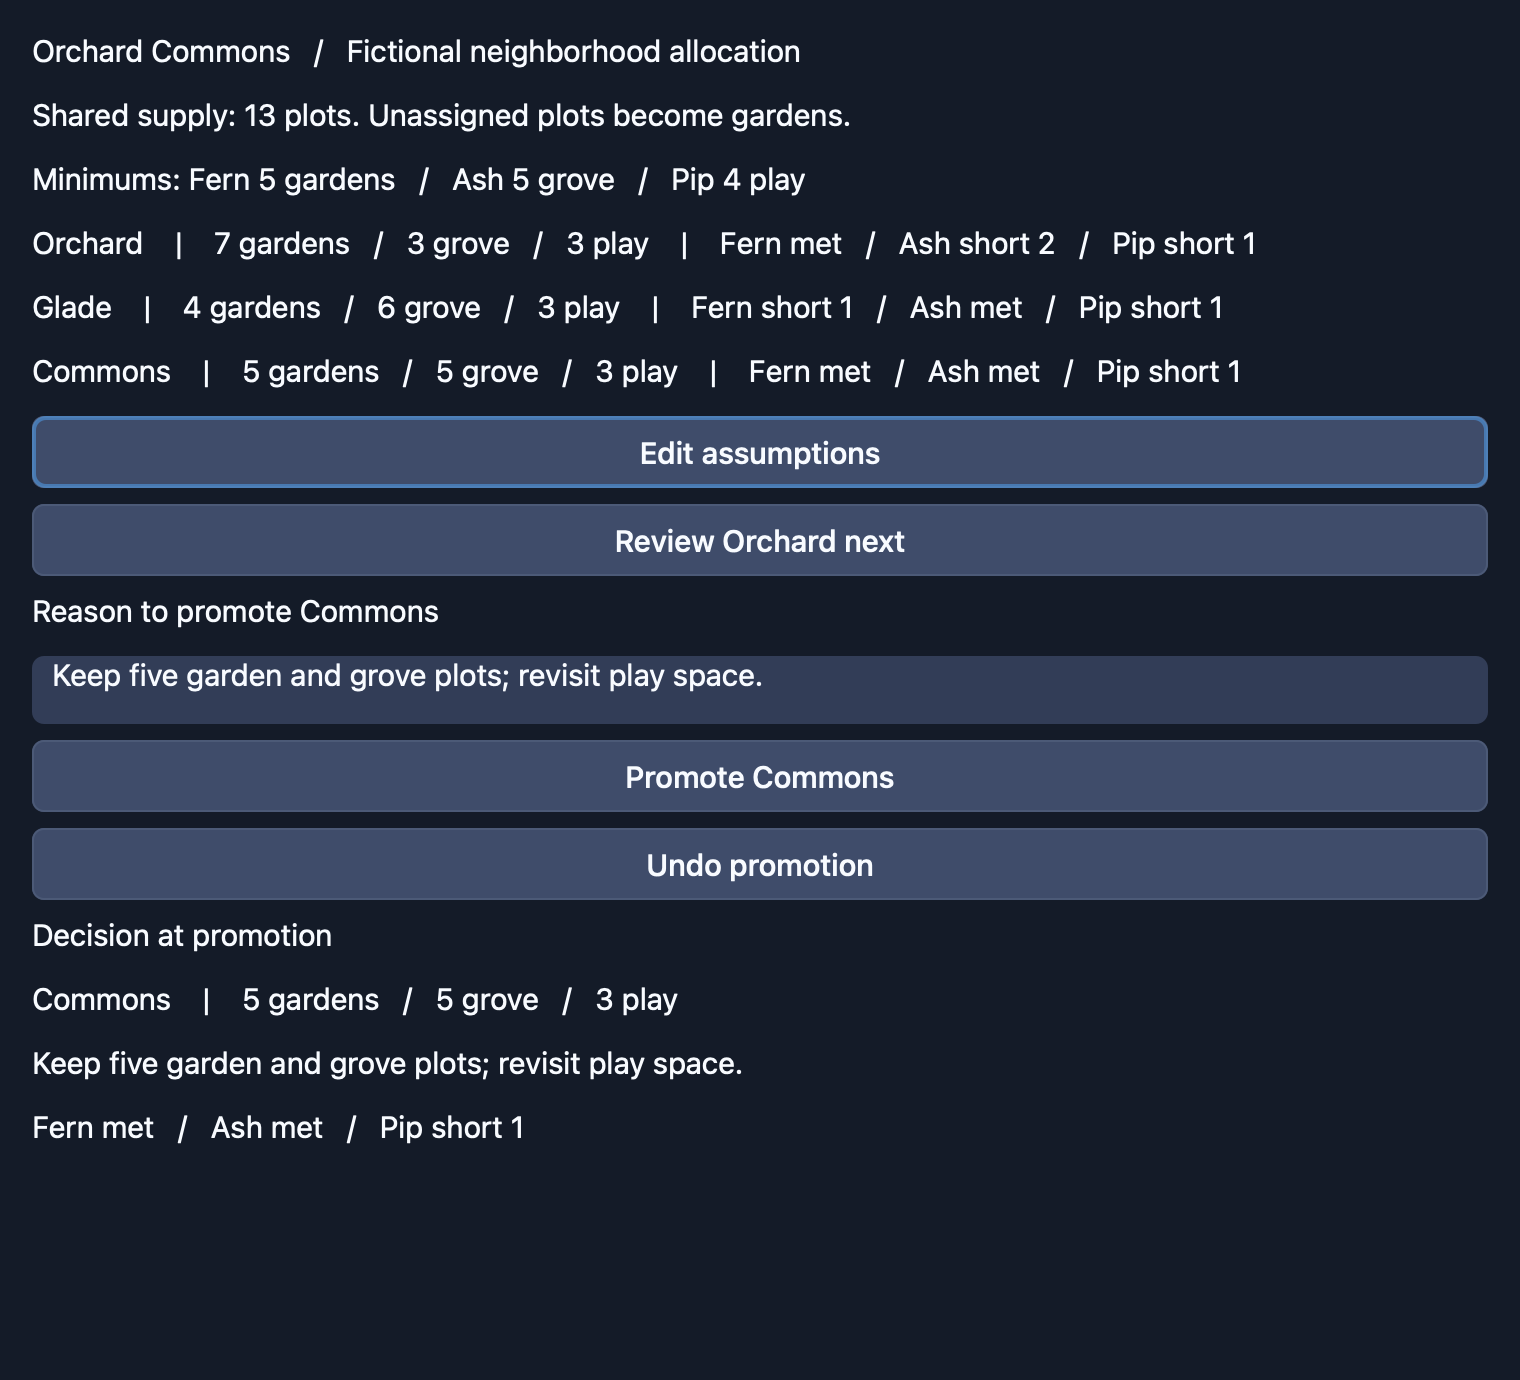 Orchard Commons / Fictional neighborhood allocation
Shared supply: 13 plots. Unassigned plots become gardens.
Minimums: Fern 5 gardens / Ash 5 grove / Pip 4 play
Orchard | 7 gardens / 3 grove / 3 play | Fern met / Ash short 2 / Pip short 1
Glade | 4 gardens / 6 grove / 3 play | Fern short 1 / Ash met / Pip short 1
Commons | 5 gardens / 5 grove / 3 play | Fern met / Ash met / Pip short 1
Edit assumptions
Review Orchard next
Reason to promote Commons
Keep five garden and grove plots; revisit play space.
Promote Commons
Undo promotion
Decision at promotion
Commons | 5 gardens / 5 grove / 3 play
Keep five garden and grove plots; revisit play space.
Fern met / Ash met / Pip short 1